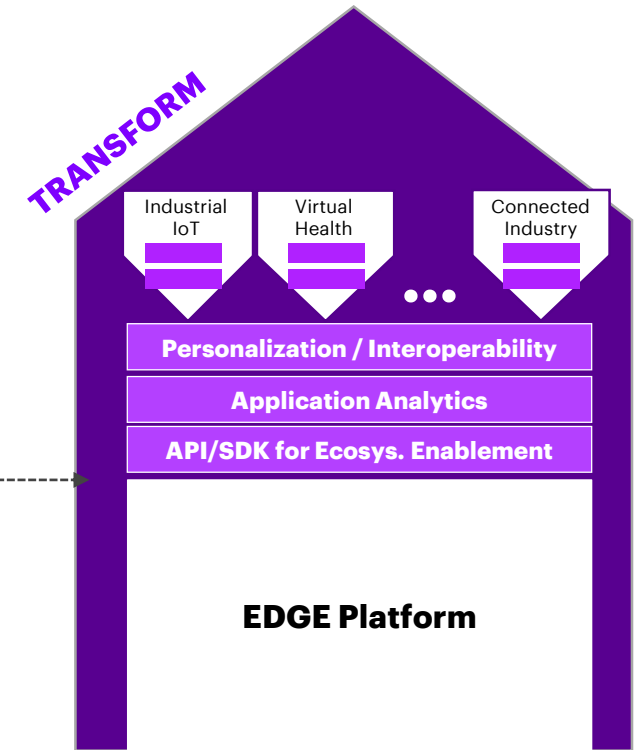 TRANSFORM
Industrial
IoT
Virtual
Health
Connected
Industry
Personalization / Interoperability
Application Analytics
API/SDK for Ecosys. Enablement
EDGE Platform